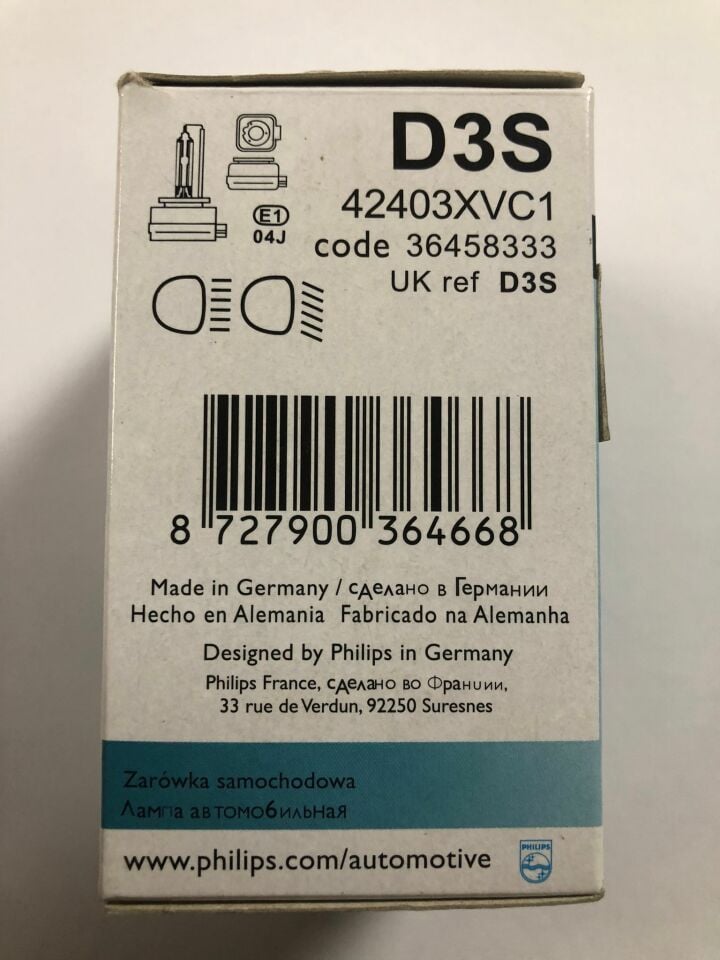 D3S
42403XVC1
E1
04J
code 36458333
UK ref D3S
8 727900 364668
Made in Germany / сделано в Германии
Hecho en Alemania Fabricado na Alemanha
Designed by Philips in Germany
Philips France, сделано во Франции,
33 rue de Verdun, 92250 Suresnes
Żarówka samochodowa
Лампа автомобильная
www.philips.com/automotive
PHILIPS